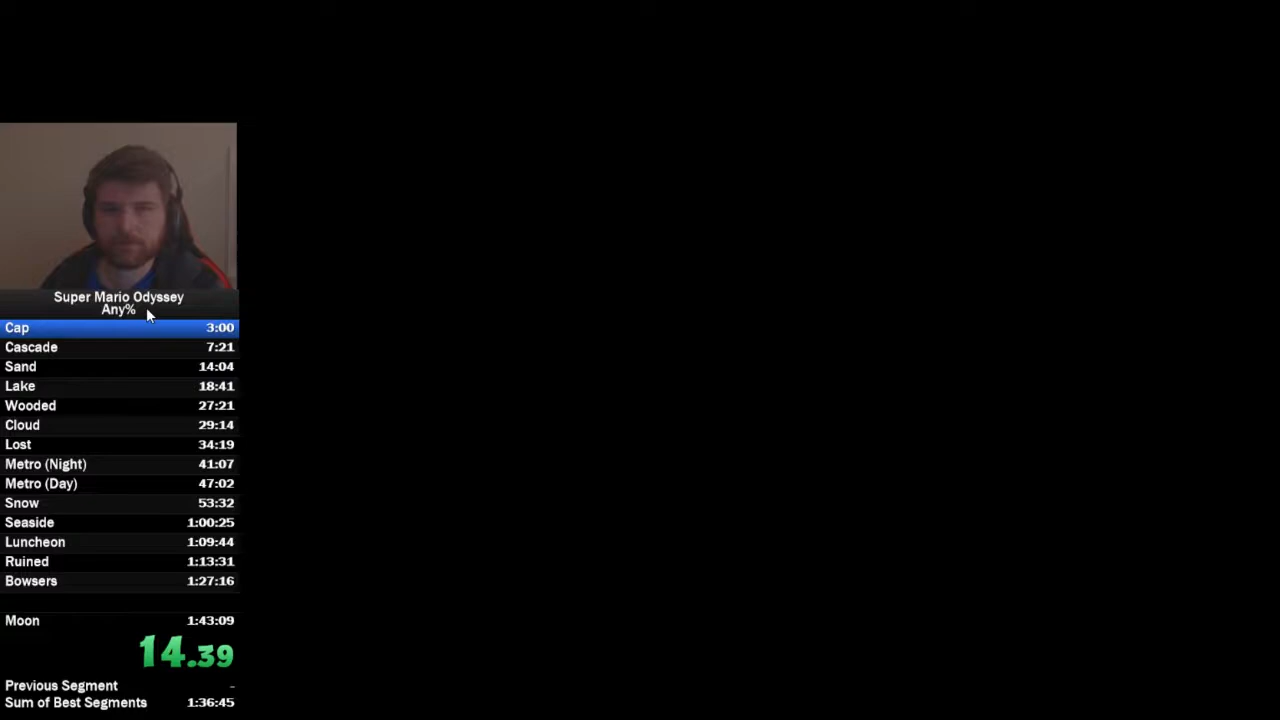 Super Mario Odyssey
Any%
Cap 3:00
Cascade 7:21
Sand 14:04
Lake 18:41
Wooded 27:21
Cloud 29:14
Lost 34:19
Metro (Night) 41:07
Metro (Day) 47:02
Snow 53:32
Seaside 1:00:25
Luncheon 1:09:44
Ruined 1:13:31
Bowsers 1:27:16
Moon 1:43:09
14.39
Previous Segment -
Sum of Best Segments 1:36:45